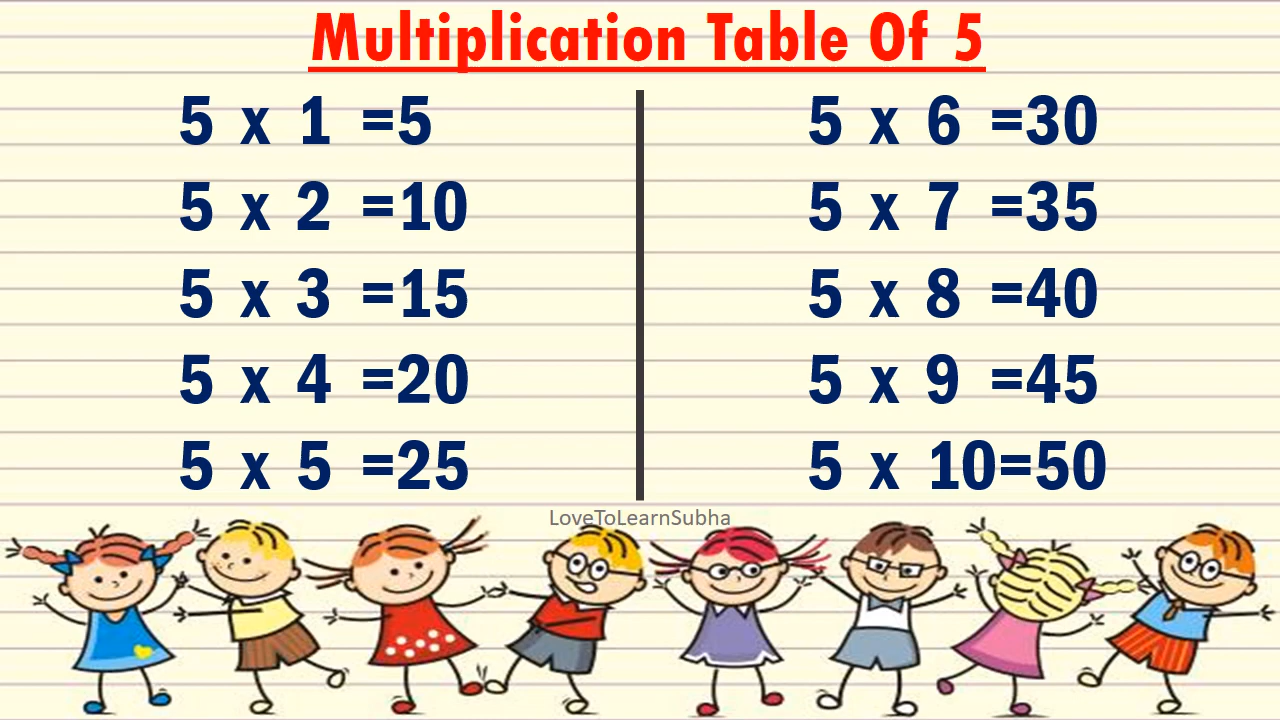 Multiplication Table Of 5
5 x 1 =5
5 x 2 =10
5 x 3 =15
5 x 4 =20
5 x 5 =25
5 x 6 =30
5 x 7 =35
5 x 8 =40
5 x 9 =45
5 x 10=50
LoveToLearnSubha